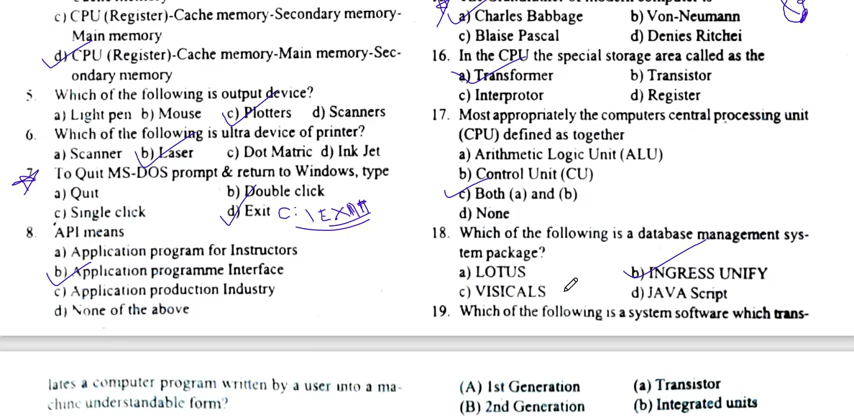 c) CPU (Register)-Cache memory-Secondary memory-
Main memory
d) CPU (Register)-Cache memory-Main memory-Sec-
ondary memory
5. Which of the following is output device?
a) Light pen b) Mouse c) Plotters d) Scanners
6. Which of the following is ultra device of printer?
a) Scanner b) Laser c) Dot Matric d) Ink Jet
7. To Quit MS-DOS prompt & return to Windows, type
a) Quit b) Double click
c) Single click d) Exit C:\EXIT
8. API means
a) Application program for Instructors
b) Application programme Interface
c) Application production Industry
d) None of the above
a) Charles Babbage b) Von-Neumann
c) Blaise Pascal d) Denies Ritchei
16. In the CPU the special storage area called as the
a) Transformer b) Transistor
c) Interprotor d) Register
17. Most appropriately the computers central processing unit
(CPU) defined as together
a) Arithmetic Logic Unit (ALU)
b) Control Unit (CU)
c) Both (a) and (b)
d) None
18. Which of the following is a database management sys-
tem package?
a) LOTUS b) INGRESS UNIFY
c) VISICALS d) JAVA Script
19. Which of the following is a system software which trans-
lates a computer program written by a user into a ma-
chine understandable form?
(A) 1st Generation (a) Transistor
(B) 2nd Generation (b) Integrated units